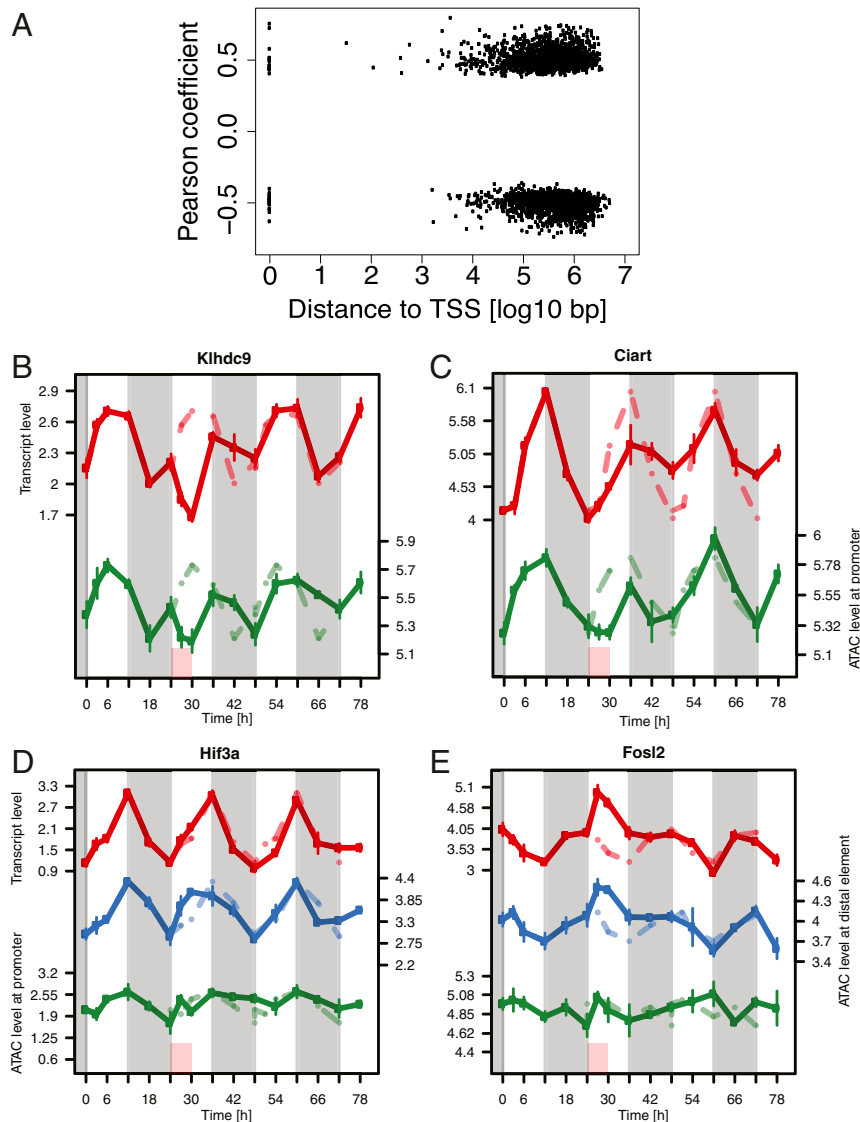 A
Pearson coefficient
0.5
0.0
−0.5
0 1 2 3 4 5 6 7
Distance to TSS [log10 bp]
B
Klhdc9
Transcript level
2.9
2.6
2.3
2
1.7
5.9
5.7
5.5
5.3
5.1
0 6 18 30 42 54 66 78
Time [h]
C
Ciart
6.1
5.58
5.05
4.53
4
6
5.78
5.55
5.32
5.1
ATAC level at promoter
0 6 18 30 42 54 66 78
Time [h]
D
Hif3a
Transcript level
3.3
2.7
2.1
1.5
0.9
4.4
3.85
3.3
2.75
2.2
ATAC level at promoter
3.2
2.55
1.9
1.25
0.6
0 6 18 30 42 54 66 78
Time [h]
E
Fosl2
5.1
4.58
4.05
3.53
3
4.6
4.3
4
3.7
3.4
ATAC level at distal element
5.3
5.08
4.85
4.62
4.4
0 6 18 30 42 54 66 78
Time [h]